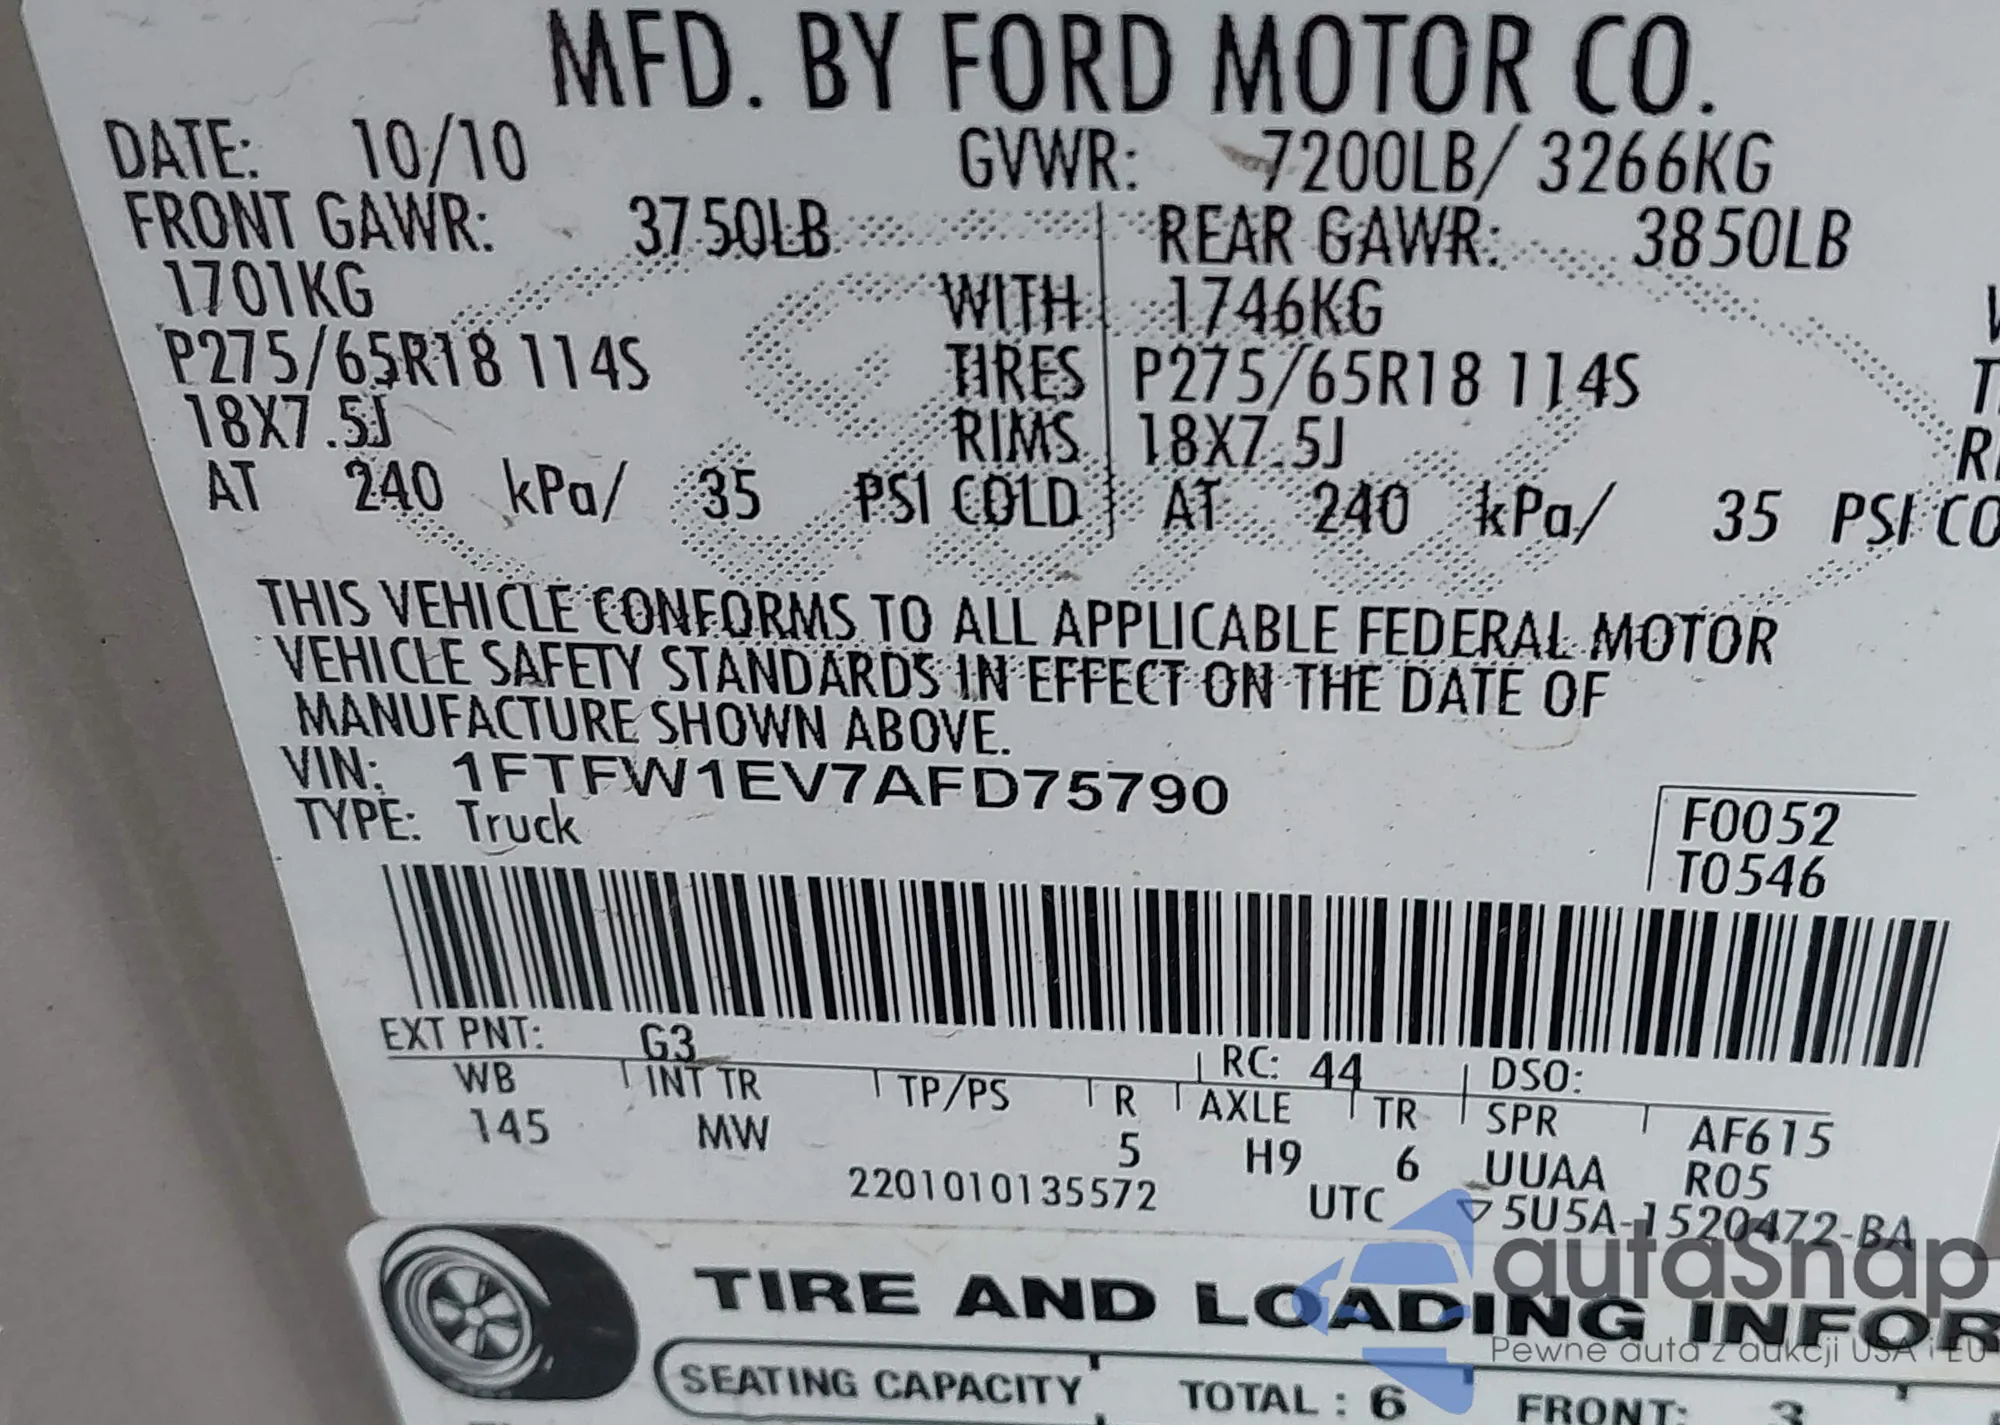 MFD. BY FORD MOTOR CO.
DATE: 10/10 GVWR: 7200LB/ 3266KG
FRONT GAWR: 3750LB REAR GAWR: 3850LB
1701KG WITH 1746KG
P275/65R18 114S TIRES P275/65R18 114S
18X7.5J RIMS 18X7.5J
AT 240 kPa/ 35 PSI COLD AT 240 kPa/ 35 PSI CO
THIS VEHICLE CONFORMS TO ALL APPLICABLE FEDERAL MOTOR
VEHICLE SAFETY STANDARDS IN EFFECT ON THE DATE OF
MANUFACTURE SHOWN ABOVE.
VIN: 1FTFW1EV7AFD75790
TYPE: Truck
F0052
T0546
EXT PNT: G3 RC: 44 DSO:
WB INT TR TP/PS R AXLE TR SPR AF615
145 MW 5 H9 6 UUAA R05
2201010135572 UTC ▽5U5A-1520472-BA
autasnap
TIRE AND LOADING INFOR
Pewne auta z aukcji USA i EU
SEATING CAPACITY TOTAL : 6 FRONT: 3